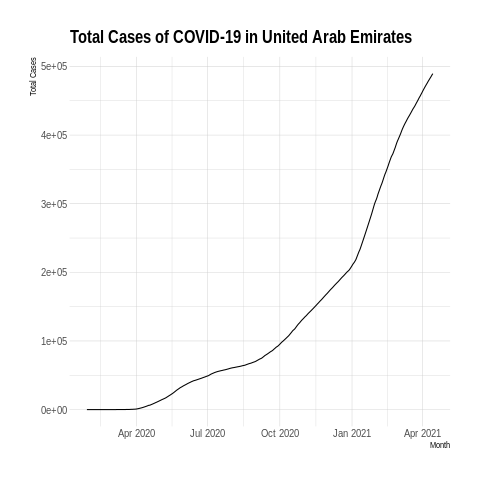 Total Cases of COVID-19 in United Arab Emirates
Total Cases
5e+05
4e+05
3e+05
2e+05
1e+05
0e+00
Apr 2020
Jul 2020
Oct 2020
Jan 2021
Apr 2021
Month